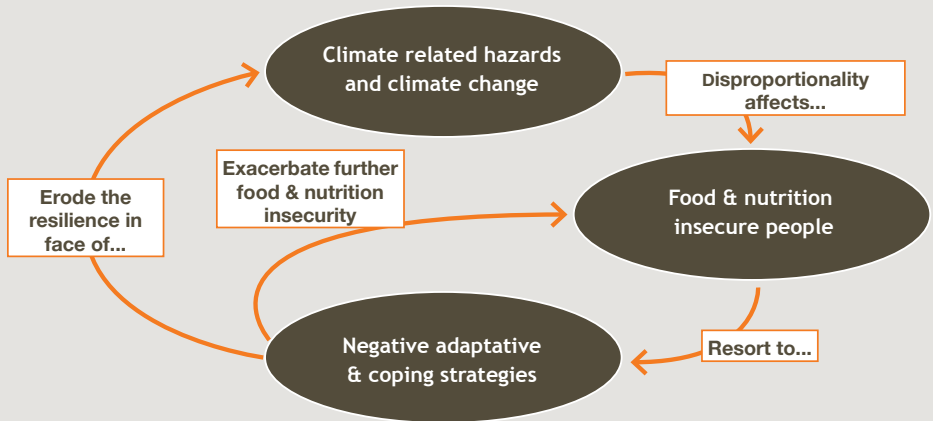 Climate related hazards
and climate change
Disproportionality
affects...
Exacerbate further
food & nutrition
insecurity
Erode the
resilience in
face of...
Food & nutrition
insecure people
Negative adaptative
& coping strategies
Resort to...